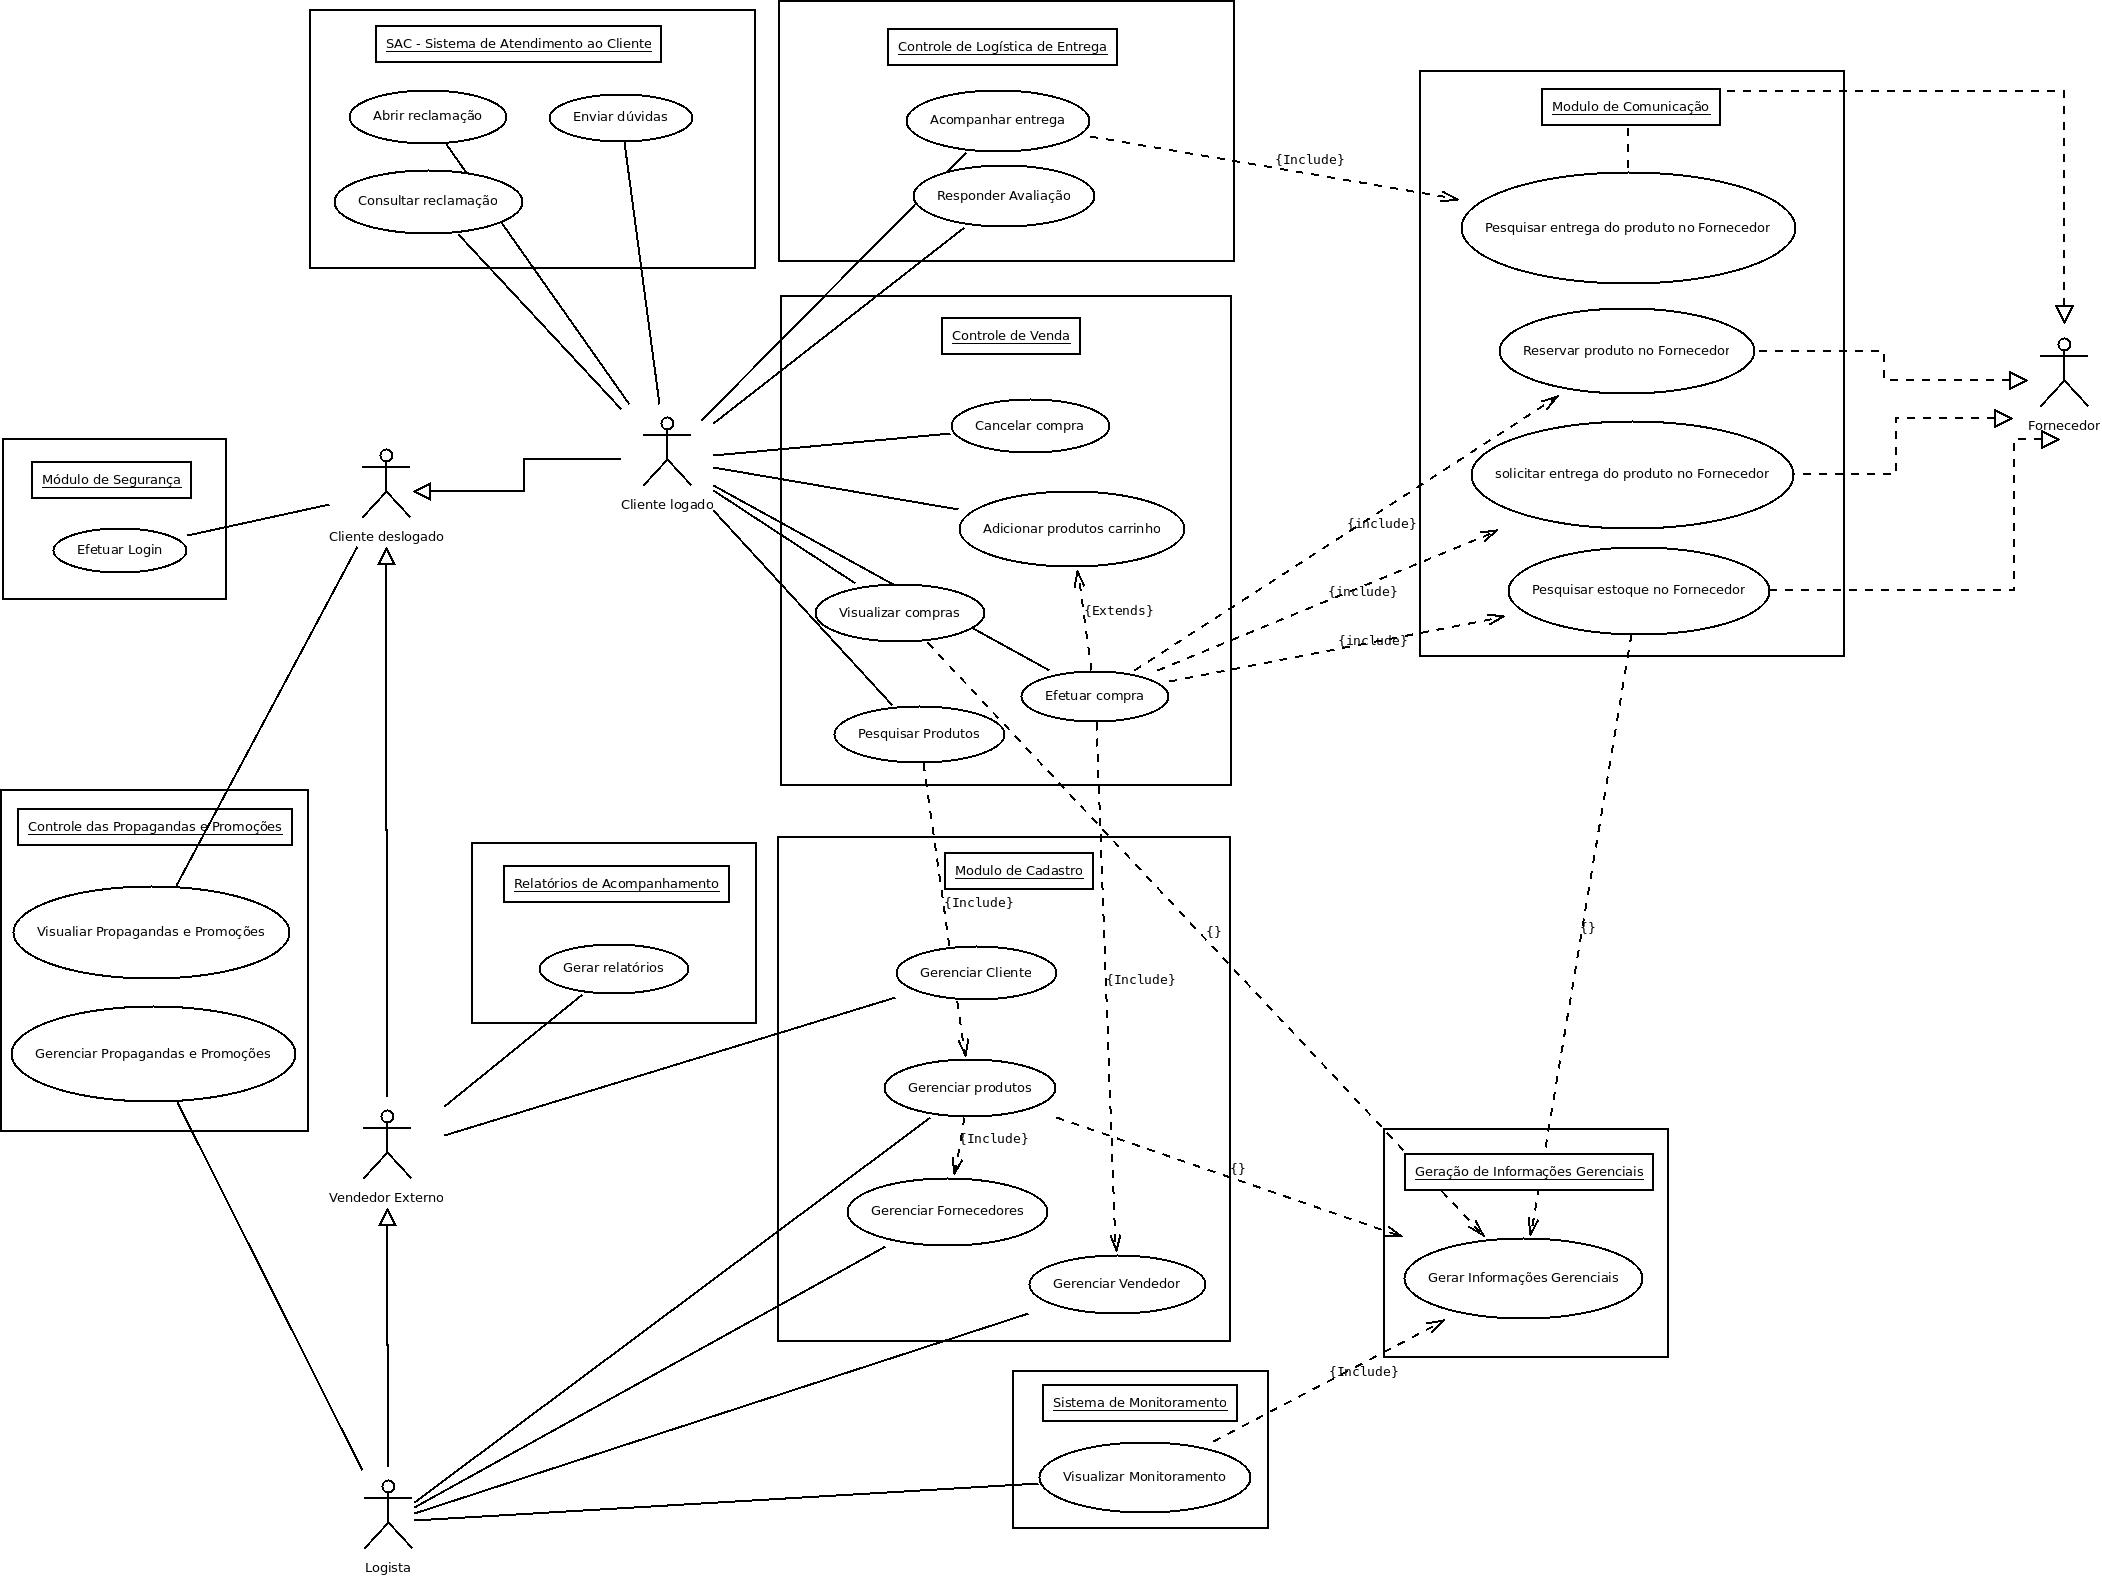 SAC - Sistema de Atendimento ao Cliente
Abrir reclamação
Enviar dúvidas
Consultar reclamação
Controle de Logística de Entrega
Acompanhar entrega
Responder Avaliação
{Include}
Modulo de Comunicação
Pesquisar entrega do produto no Fornecedor
Reservar produto no Fornecedor
solicitar entrega do produto no Fornecedor
Pesquisar estoque no Fornecedor
Fornecedor
Controle de Venda
Cancelar compra
Adicionar produtos carrinho
Visualizar compras
{Extends}
Efetuar compra
Pesquisar Produtos
{include}
{include}
{include}
Cliente logado
Módulo de Segurança
Efetuar Login
Cliente deslogado
Controle das Propagandas e Promoções
Visualiar Propagandas e Promoções
Gerenciar Propagandas e Promoções
Relatórios de Acompanhamento
Gerar relatórios
Vendedor Externo
Modulo de Cadastro
{Include}
Gerenciar Cliente
{Include}
Gerenciar produtos
{Include}
Gerenciar Fornecedores
Gerenciar Vendedor
{}
{}
{}
Geração de Informações Gerenciais
Gerar Informações Gerenciais
{Include}
Sistema de Monitoramento
Visualizar Monitoramento
Logista